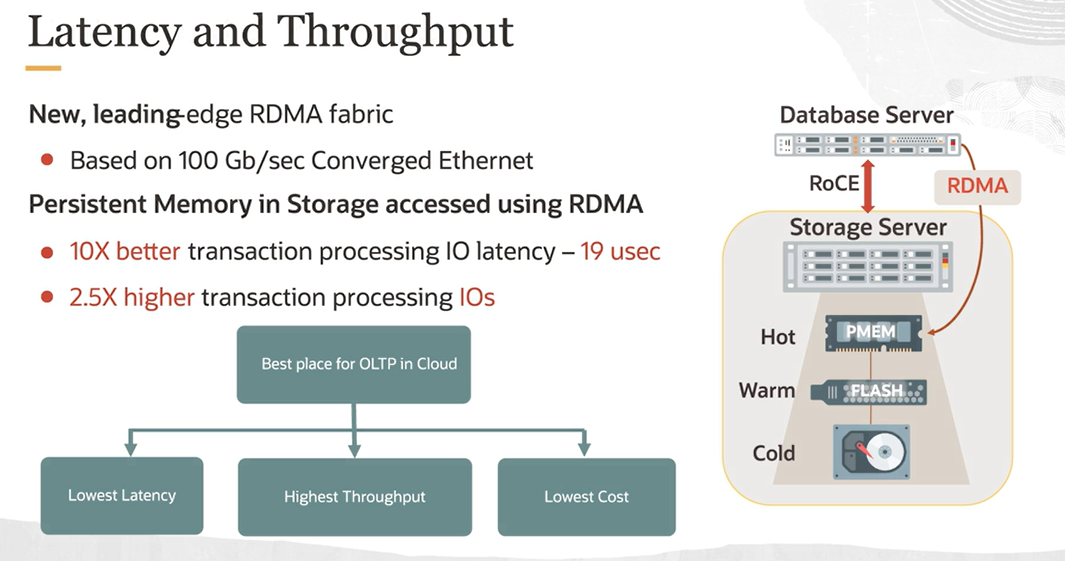 Latency and Throughput
New, leading-edge RDMA fabric
Based on 100 Gb/sec Converged Ethernet
Persistent Memory in Storage accessed using RDMA
10X better transaction processing IO latency – 19 usec
2.5X higher transaction processing IOs
Best place for OLTP in Cloud
Lowest Latency
Highest Throughput
Lowest Cost
Database Server
RoCE
RDMA
Storage Server
Hot
PMEM
Warm
FLASH
Cold